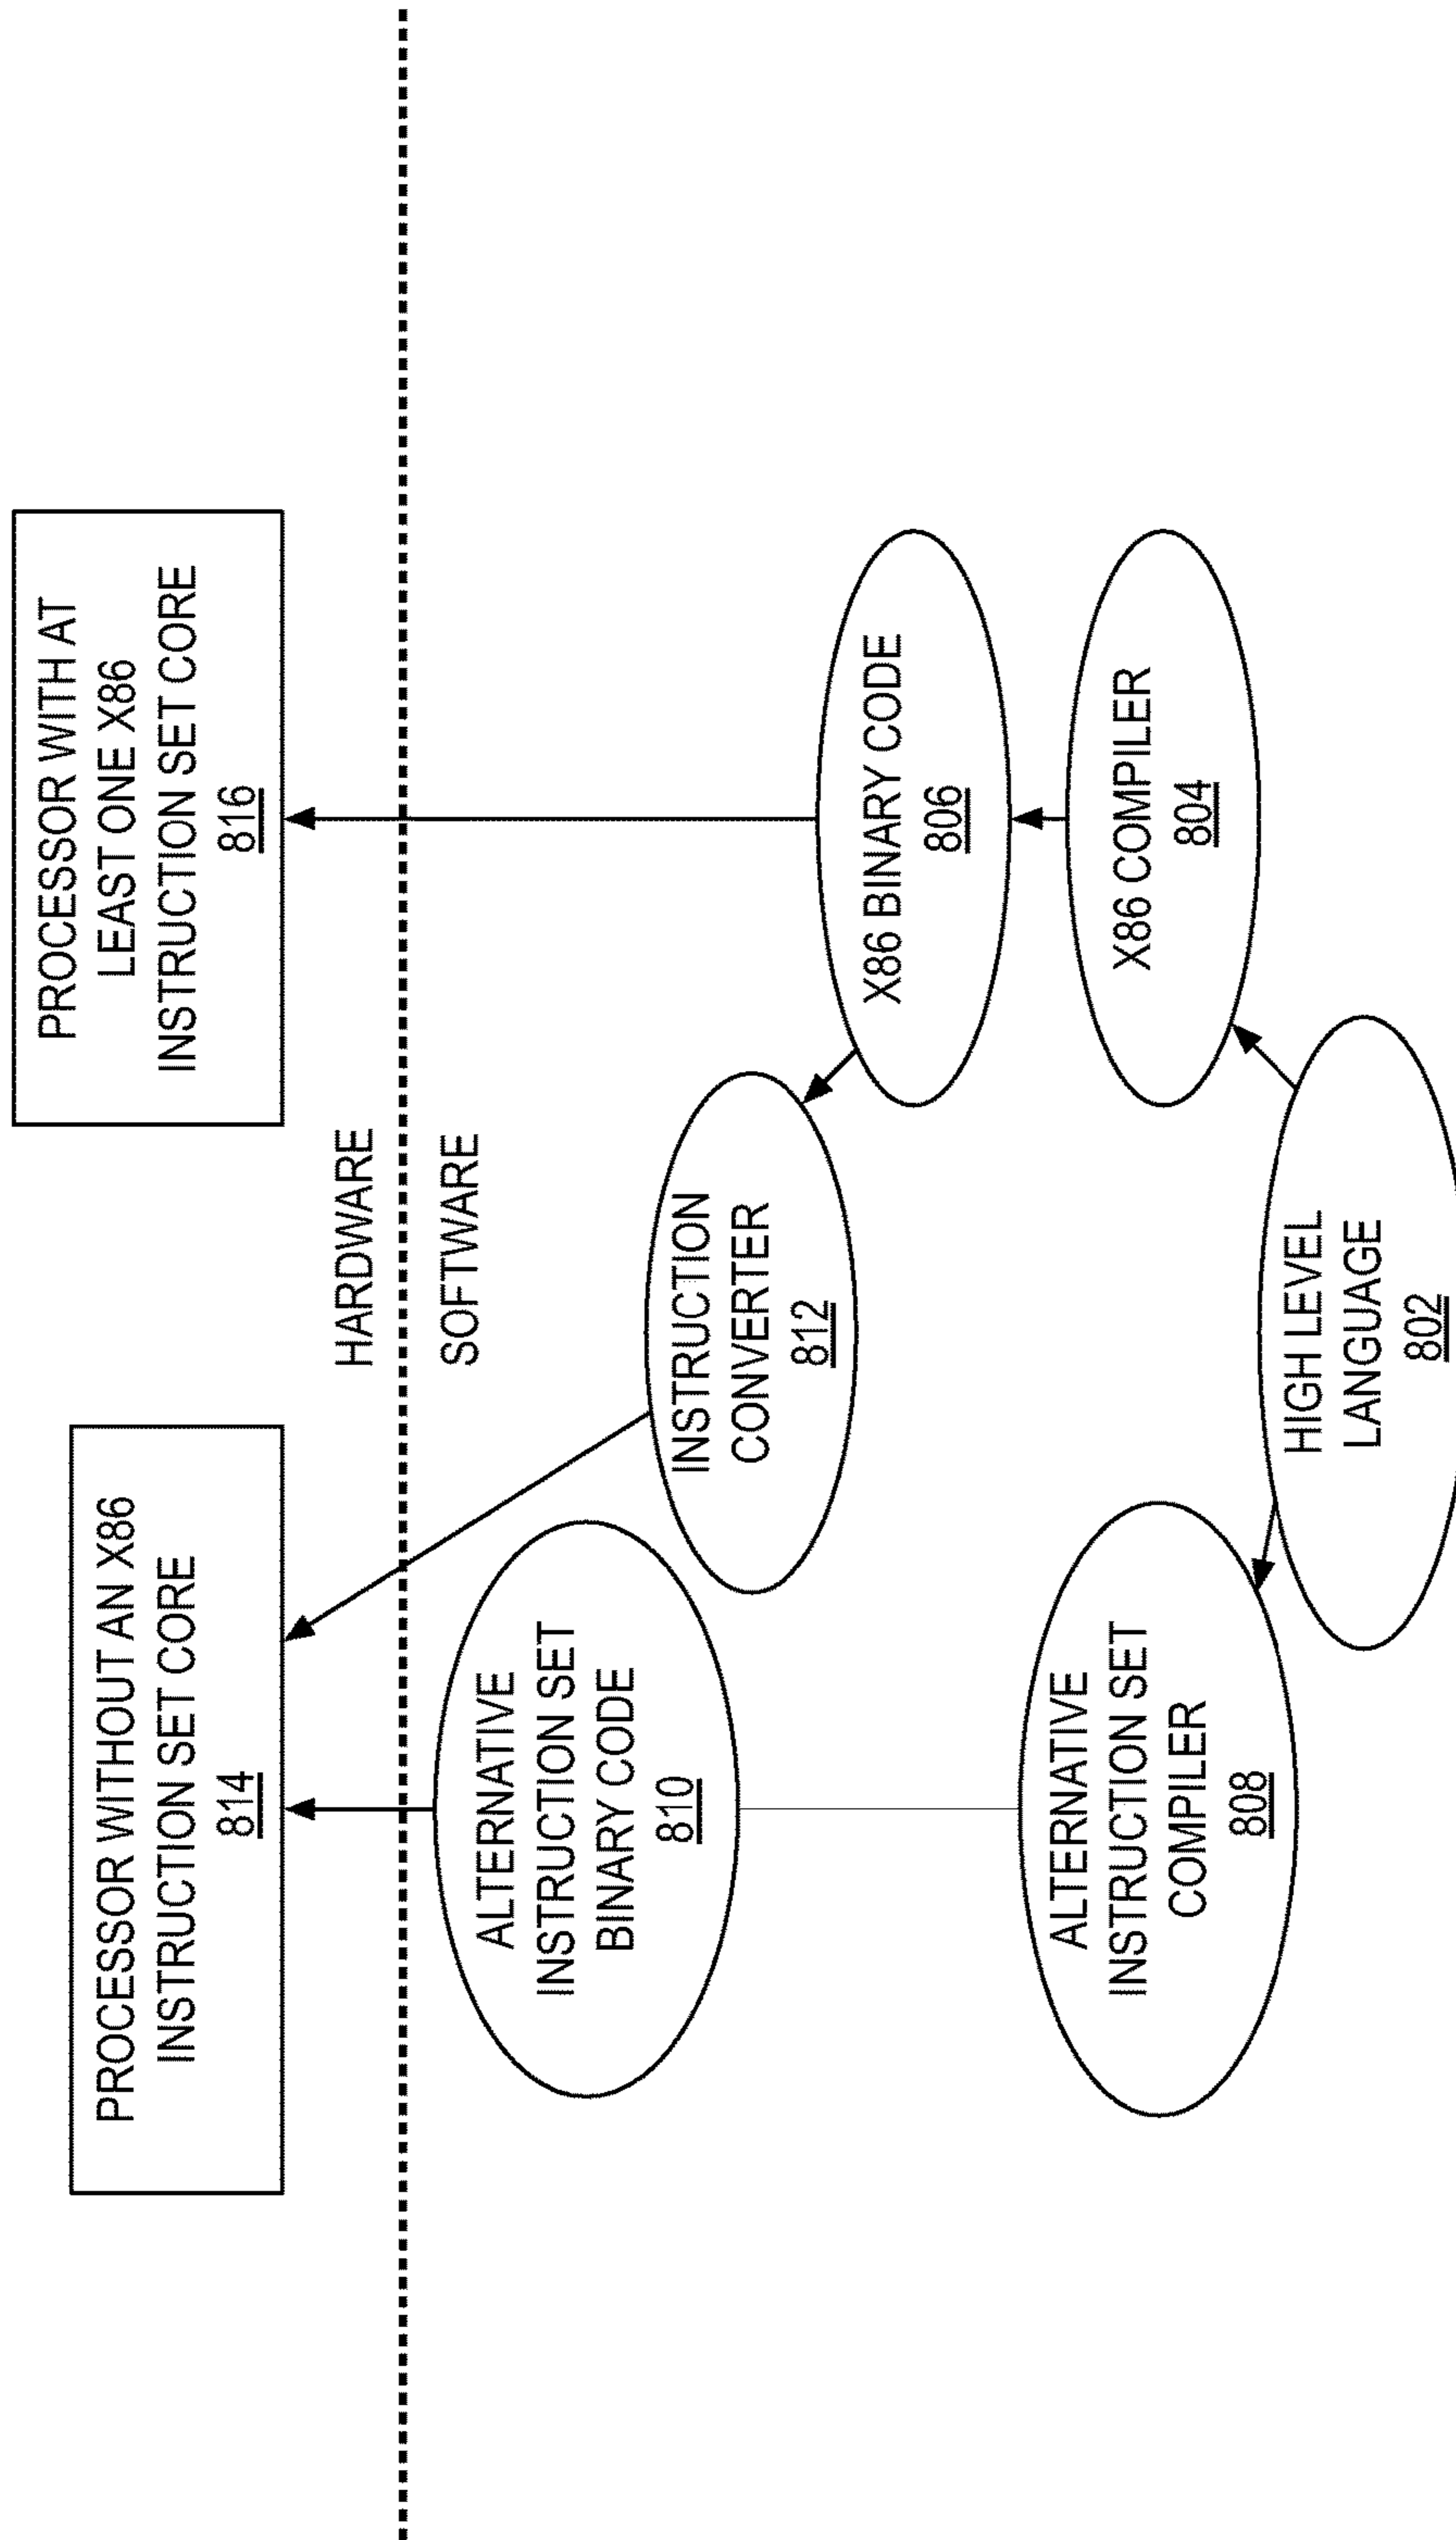 PROCESSOR WITHOUT AN X86
INSTRUCTION SET CORE
814
PROCESSOR WITH AT
LEAST ONE X86
INSTRUCTION SET CORE
816
HARDWARE
SOFTWARE
ALTERNATIVE
INSTRUCTION SET
BINARY CODE
810
INSTRUCTION
CONVERTER
812
X86 BINARY CODE
806
ALTERNATIVE
INSTRUCTION SET
COMPILER
808
X86 COMPILER
804
HIGH LEVEL
LANGUAGE
802